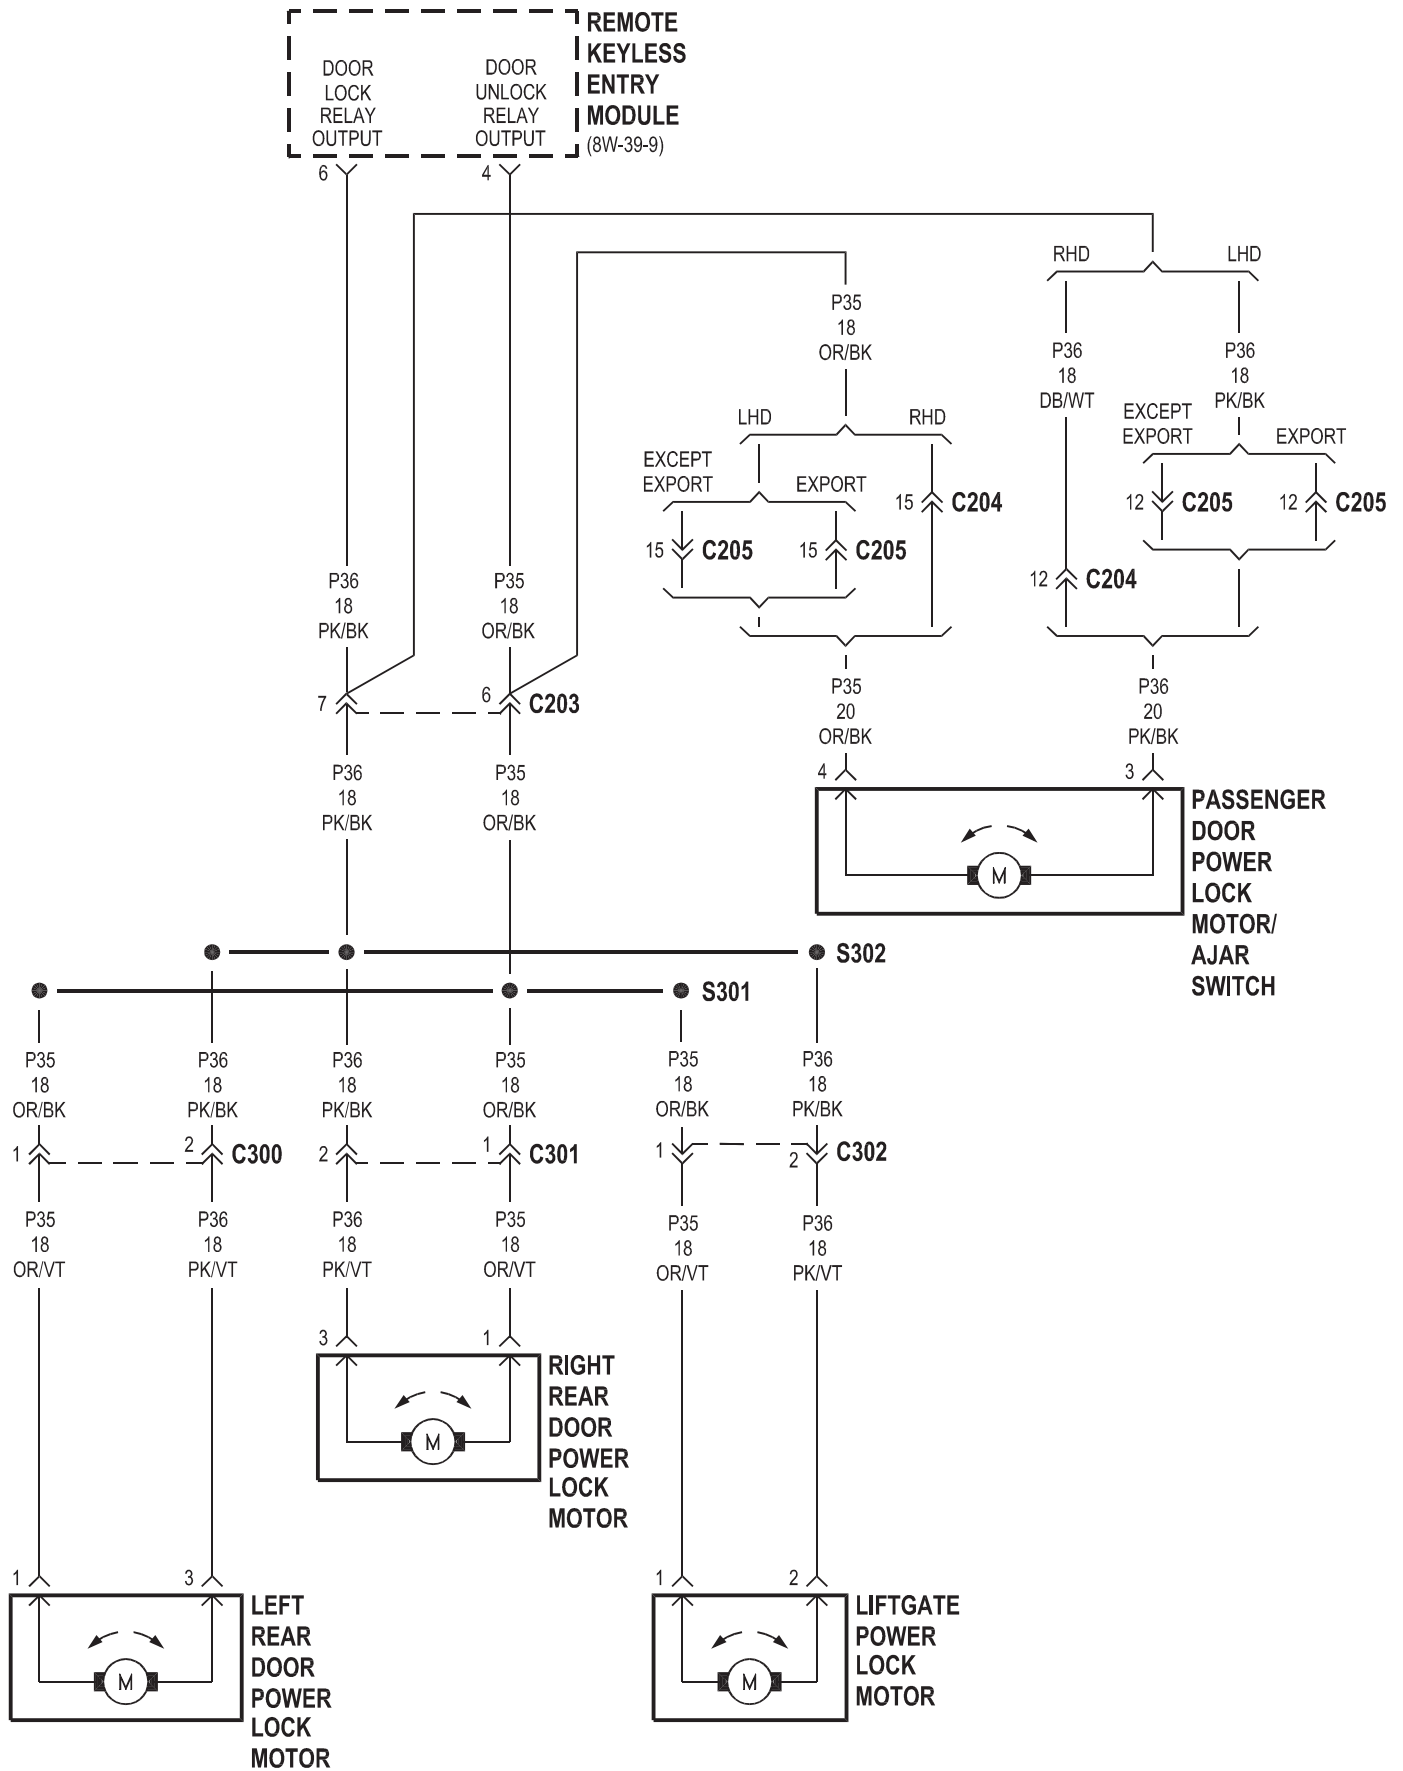 REMOTE
KEYLESS
ENTRY
MODULE
(8W-39-9)
DOOR
LOCK
RELAY
OUTPUT
DOOR
UNLOCK
RELAY
OUTPUT
6
4
RHD
LHD
P35
18
OR/BK
P36
18
DB/WT
P36
18
PK/BK
LHD
RHD
EXCEPT
EXPORT
EXPORT
EXCEPT
EXPORT
EXPORT
15
C205
15
C205
15
C204
12
C204
12
C205
12
C205
P36
18
PK/BK
P35
18
OR/BK
7
6
C203
P35
20
OR/BK
P36
20
PK/BK
4
3
M
PASSENGER
DOOR
POWER
LOCK
MOTOR/
AJAR
SWITCH
P36
18
PK/BK
P35
18
OR/BK
S302
S301
P35
18
OR/BK
P36
18
PK/BK
P36
18
PK/BK
P35
18
OR/BK
P35
18
OR/BK
P36
18
PK/BK
1
2
C300
2
1
C301
1
2
C302
P35
18
OR/VT
P36
18
PK/VT
P36
18
PK/VT
P35
18
OR/VT
P35
18
OR/VT
P36
18
PK/VT
3
1
M
RIGHT
REAR
DOOR
POWER
LOCK
MOTOR
1
3
M
LEFT
REAR
DOOR
POWER
LOCK
MOTOR
1
2
M
LIFTGATE
POWER
LOCK
MOTOR